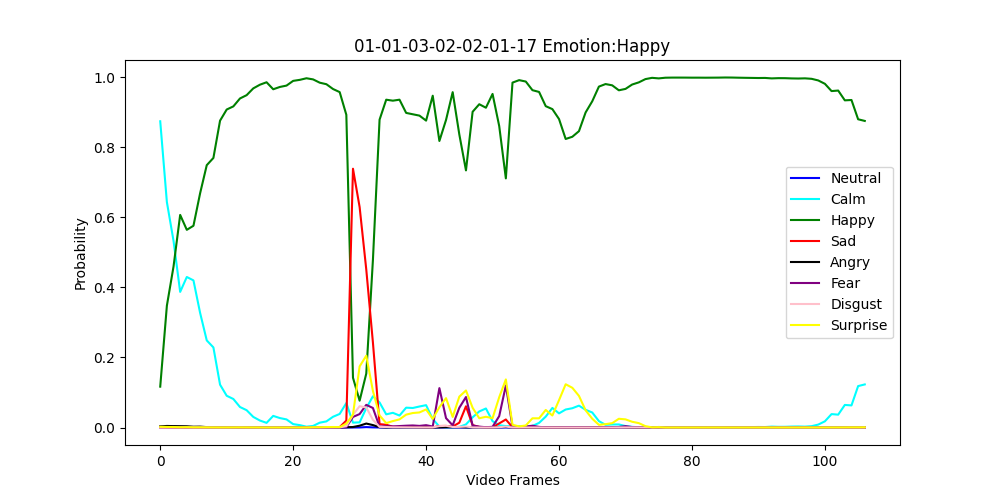 01-01-03-02-02-01-17 Emotion:Happy
Probability
1.0
0.8
0.6
0.4
0.2
0.0
0
20
40
60
80
100
Video Frames
Neutral
Calm
Happy
Sad
Angry
Fear
Disgust
Surprise